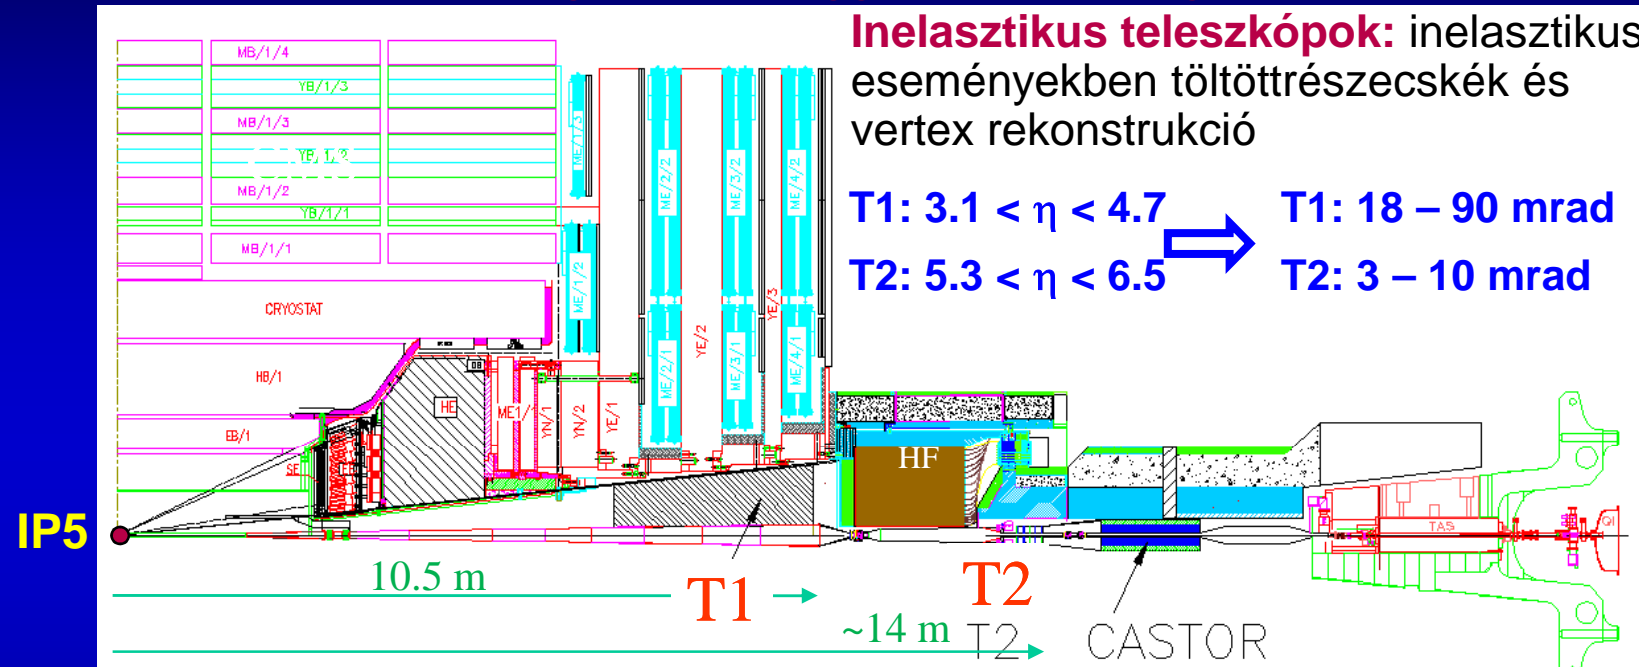 Inelasztikus teleszkópok: inelasztikus
eseményekben töltöttrészecskék és
vertex rekonstrukció
T1: 3.1 < η < 4.7
T1: 18 – 90 mrad
T2: 5.3 < η < 6.5
T2: 3 – 10 mrad
MB/1/4
YB/1/3
MB/1/3
YB/1/2
MB/1/2
YB/1/1
MB/1/1
CRYOSTAT
HB/1
EB/1
SE
HE
ME1/1
YN/1
YN/2
YE/1
ME/1/3
ME/1/2
ME/2/2
ME/2/1
YE/2
ME/3/2
ME/3/1
YE/3
ME/4/2
ME/4/1
HF
TAS
QI
IP5
10.5 m
T1
T2
~14 m
T2
CASTOR